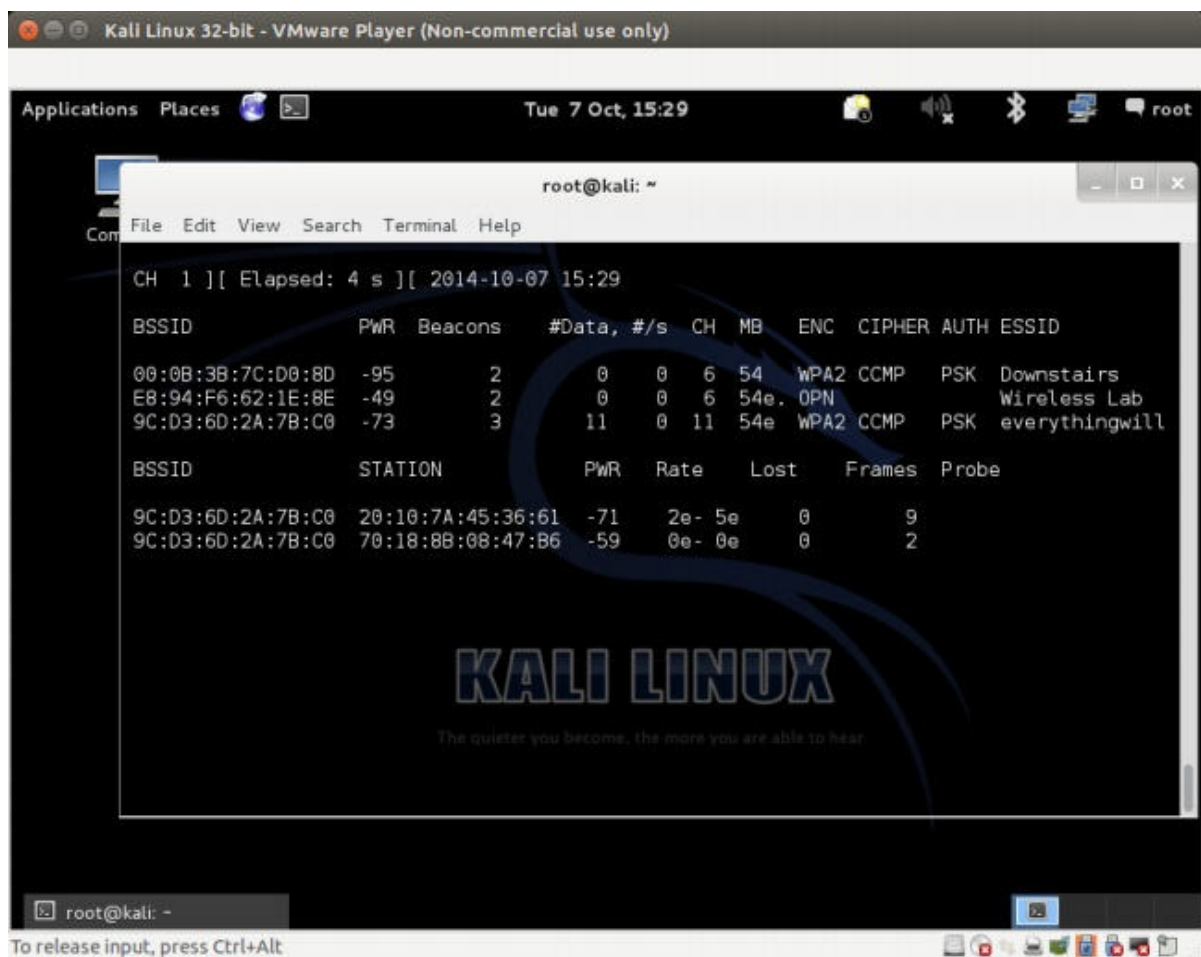 Kali Linux 32-bit - VMware Player (Non-commercial use only)
Applications Places Tue 7 Oct, 15:29 root
root@kali: ~
Com
File Edit View Search Terminal Help
CH 1 ][ Elapsed: 4 s ][ 2014-10-07 15:29
BSSID PWR Beacons #Data, #/s CH MB ENC CIPHER AUTH ESSID
00:0B:3B:7C:D0:8D -95 2 0 0 6 54 WPA2 CCMP PSK Downstairs
E8:94:F6:62:1E:8E -49 2 0 0 6 54e. OPN Wireless Lab
9C:D3:6D:2A:7B:C0 -73 3 11 0 11 54e WPA2 CCMP PSK everythingwill
BSSID STATION PWR Rate Lost Frames Probe
9C:D3:6D:2A:7B:C0 20:10:7A:45:36:61 -71 2e- 5e 0 9
9C:D3:6D:2A:7B:C0 70:18:8B:08:47:B6 -59 0e- 0e 0 2
KALI LINUX
The quieter you become, the more you are able to hear
root@kali: ~
To release input, press Ctrl+Alt